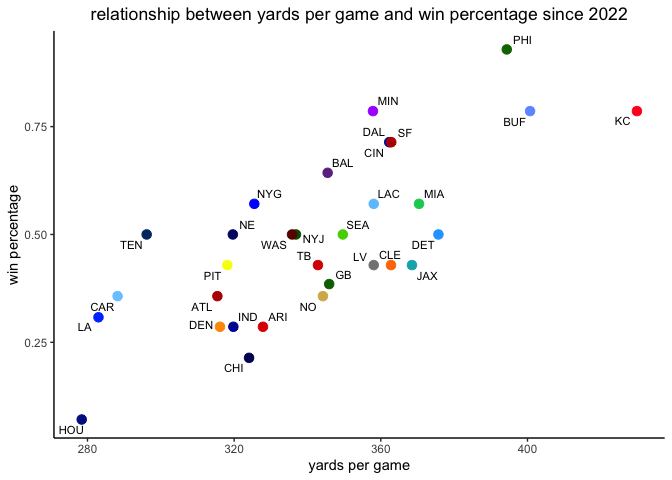 relationship between yards per game and win percentage since 2022
PHI
MIN
BUF
KC
0.75
DAL
SF
CIN
BAL
NYG
LAC
MIA
NE
SEA
0.50
TEN
WAS
NYJ
DET
TB
LV
CLE
PIT
GB
JAX
CAR
ATL
NO
LA
DEN
IND
ARI
0.25
CHI
HOU
win percentage
280
320
360
400
yards per game